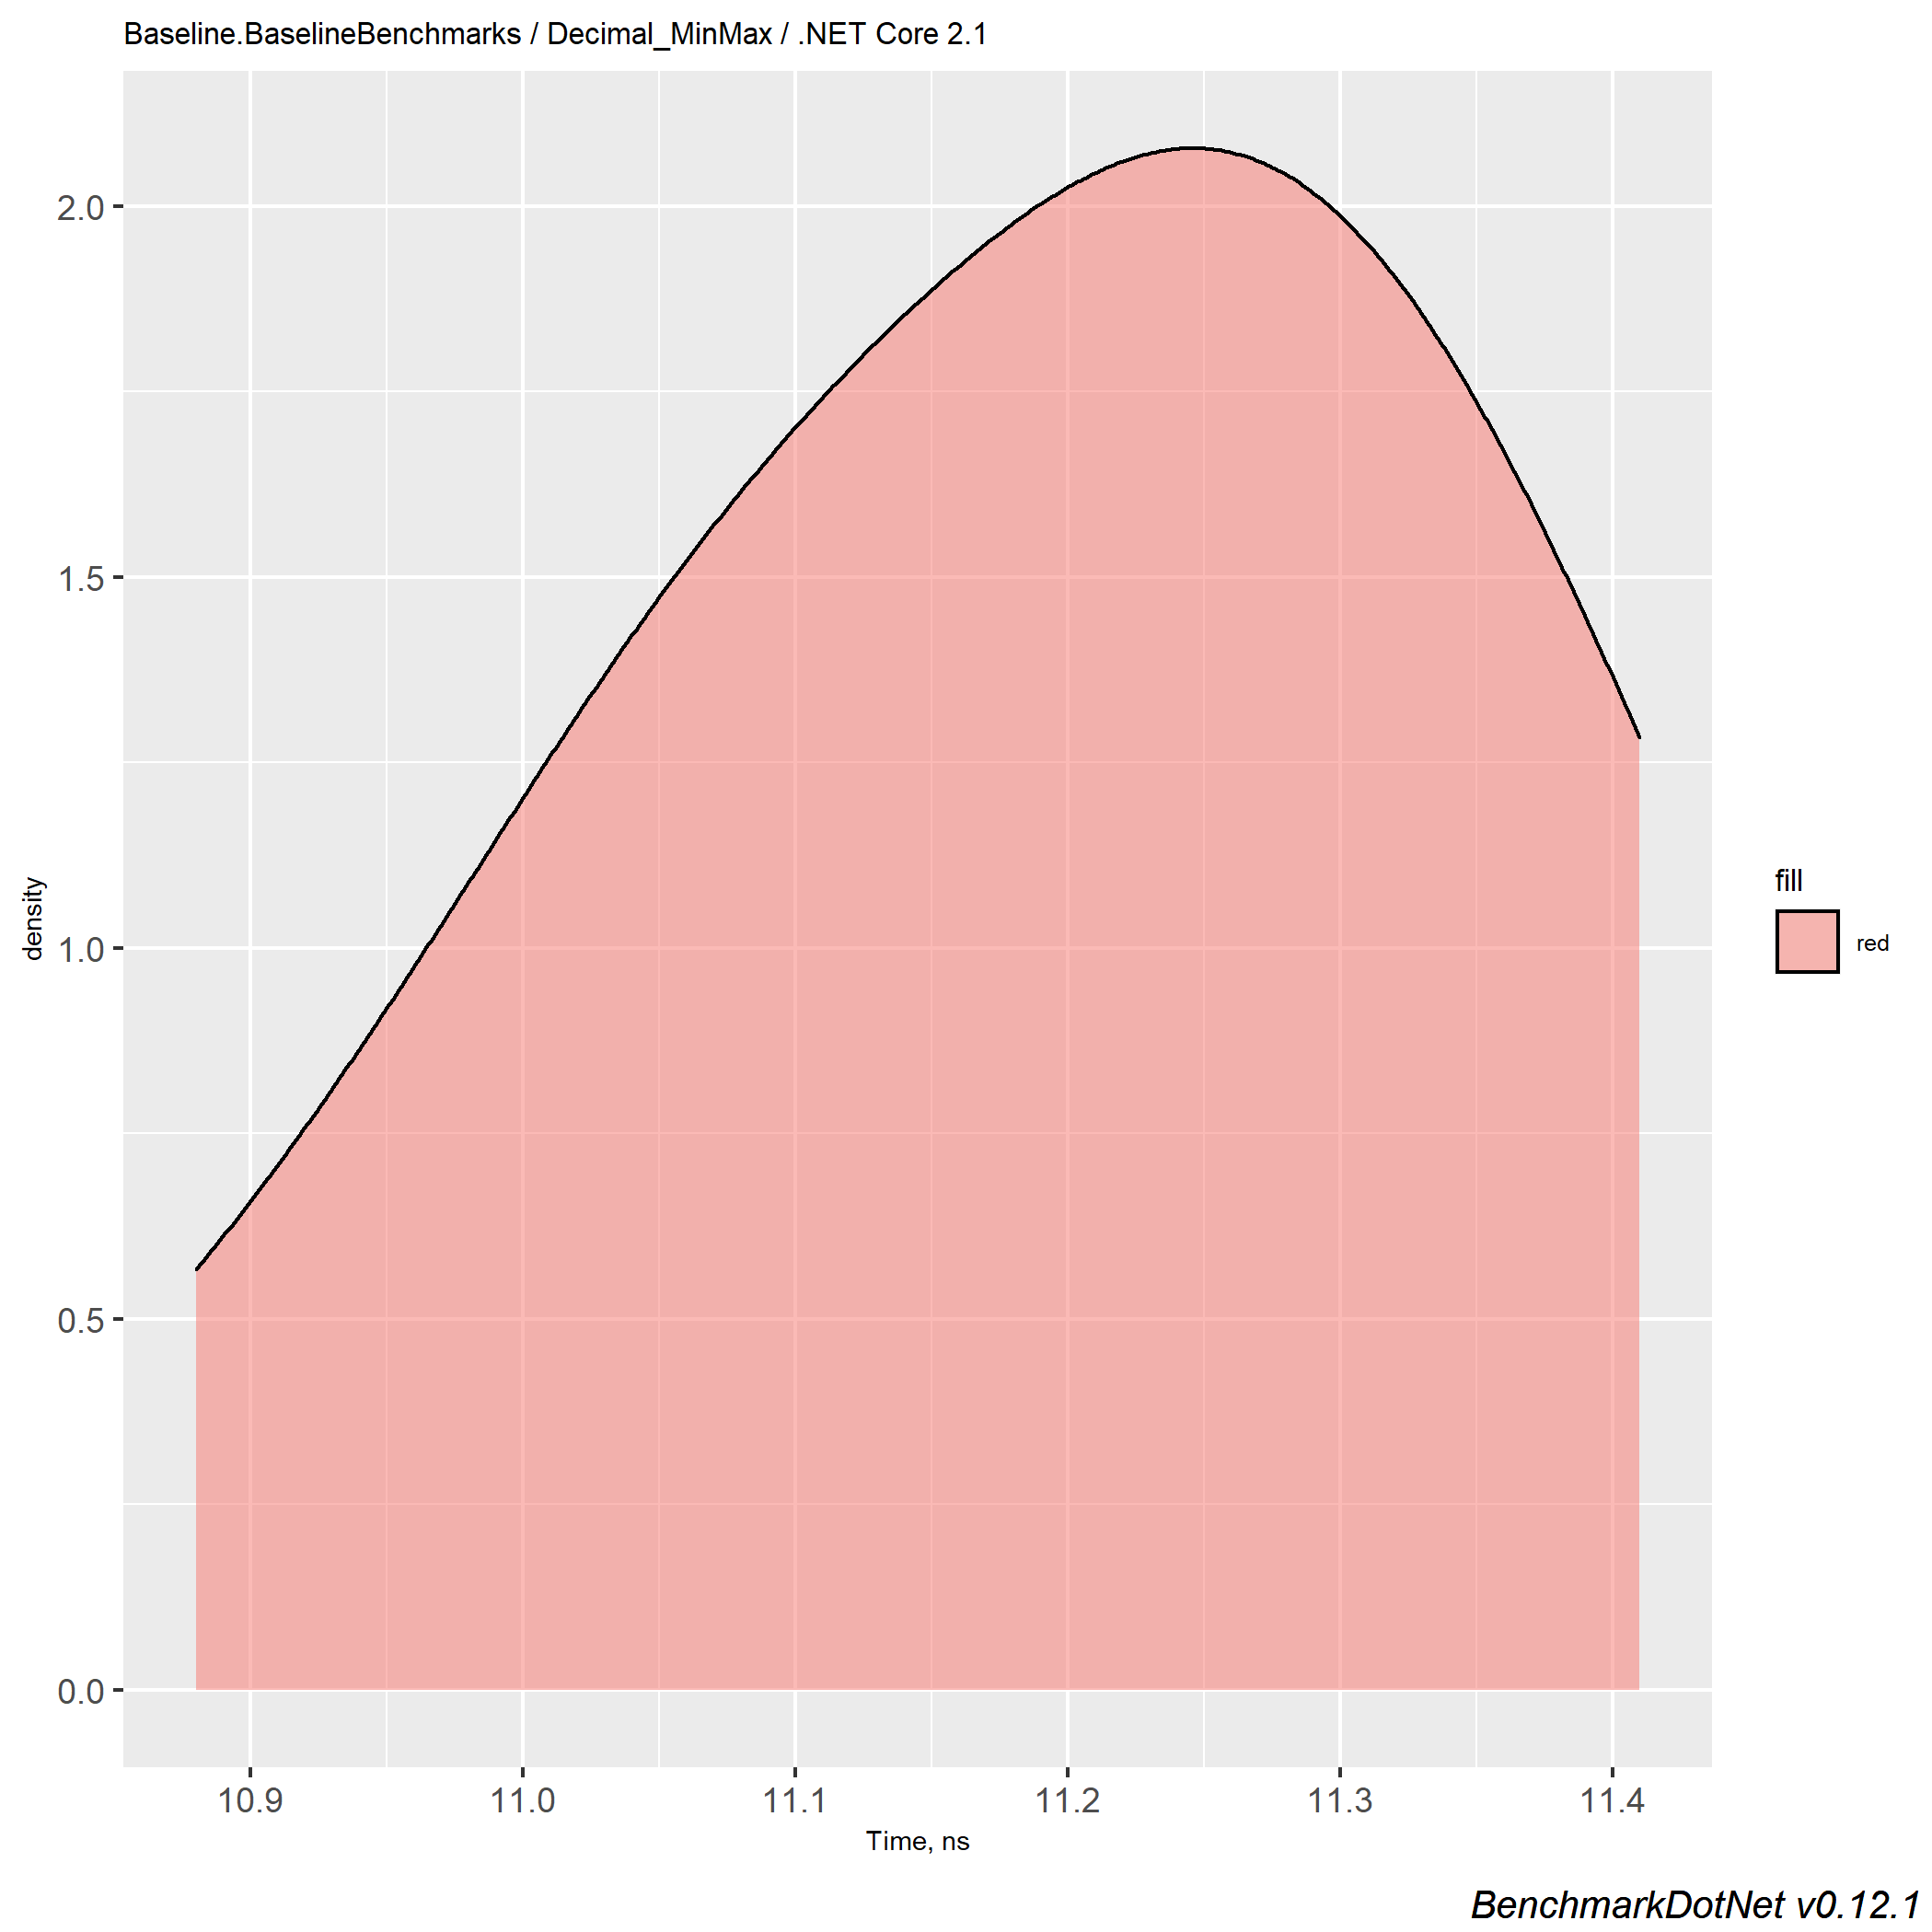 Baseline.BaselineBenchmarks / Decimal_MinMax / .NET Core 2.1
2.0
1.5
1.0
0.5
0.0
density
10.9 11.0 11.1 11.2 11.3 11.4
Time, ns
fill
red
BenchmarkDotNet v0.12.1